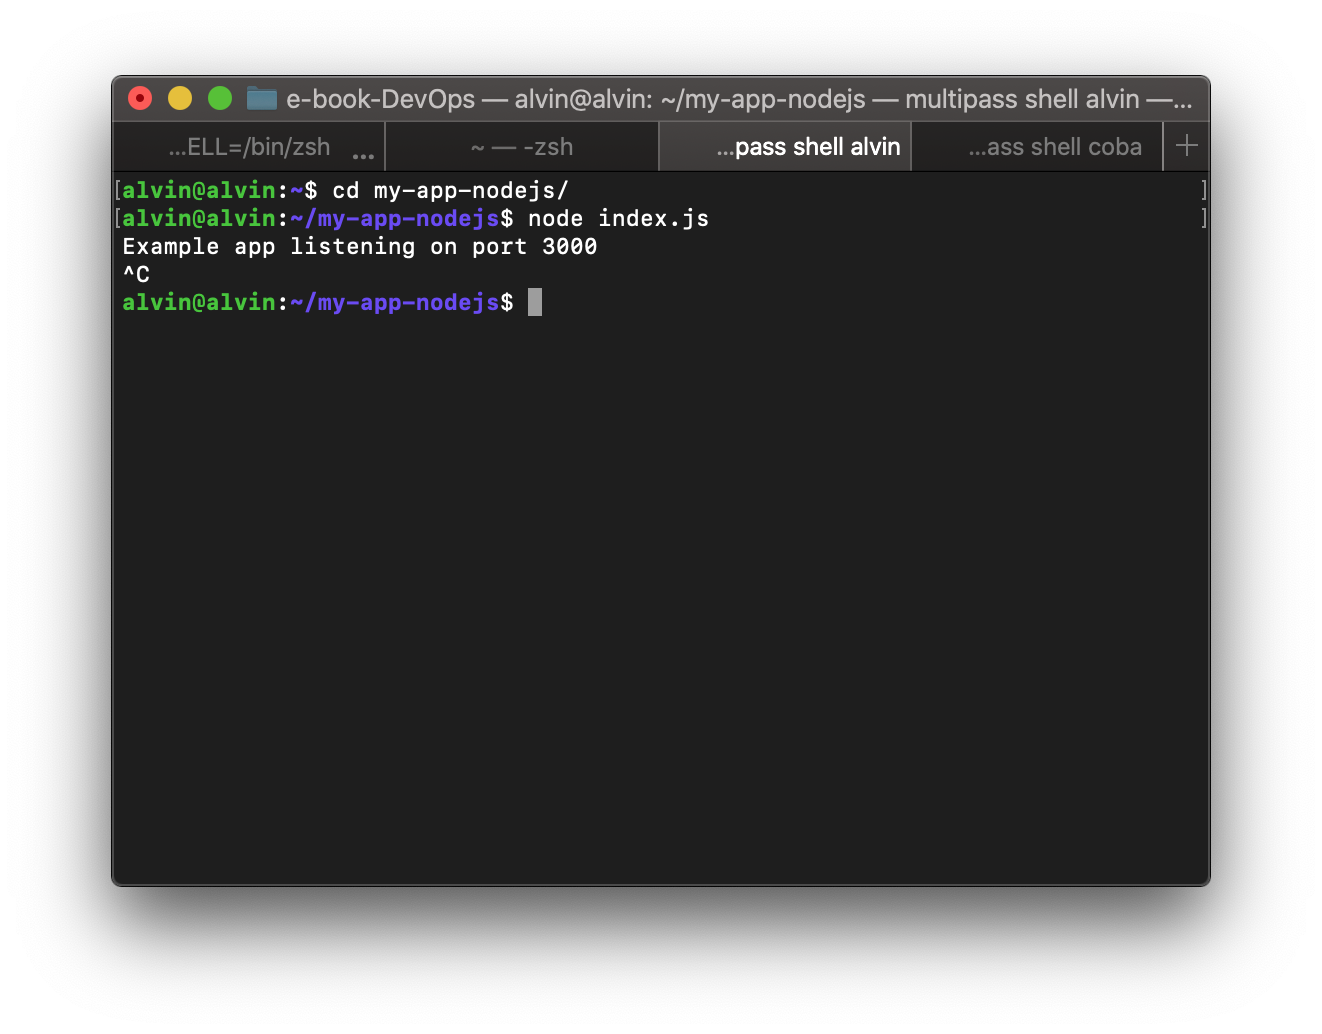 e-book-DevOps — alvin@alvin: ~/my-app-nodejs — multipass shell alvin —...
...ELL=/bin/zsh ... ~ — -zsh ...pass shell alvin ...ass shell coba +
[alvin@alvin:~$ cd my-app-nodejs/ ]
[alvin@alvin:~/my-app-nodejs$ node index.js ]
Example app listening on port 3000
^C
alvin@alvin:~/my-app-nodejs$